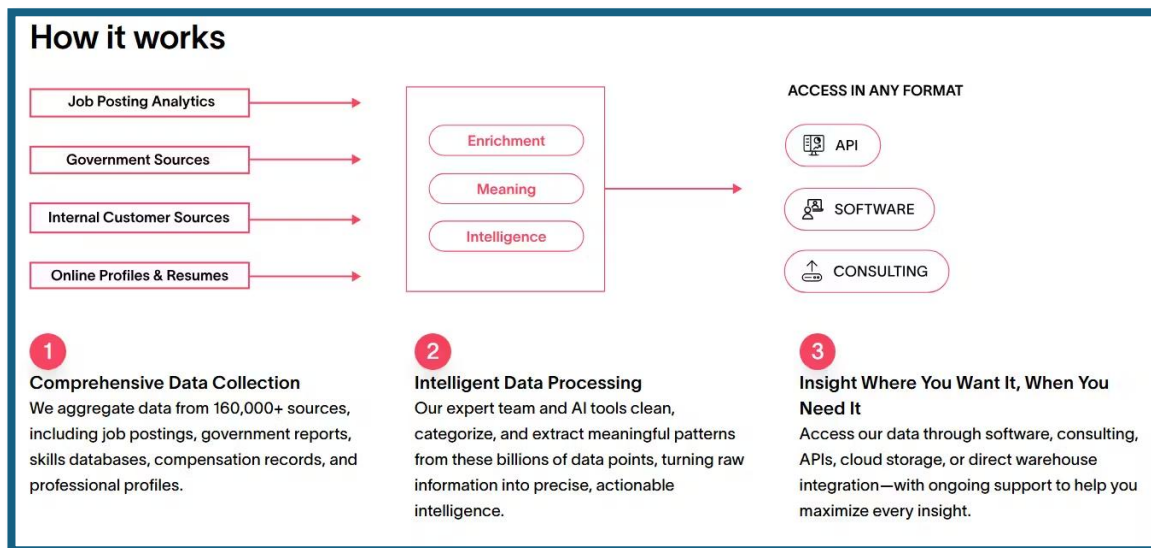 How it works
Job Posting Analytics
Government Sources
Internal Customer Sources
Online Profiles & Resumes
Enrichment
Meaning
Intelligence
ACCESS IN ANY FORMAT
API
SOFTWARE
CONSULTING
1
Comprehensive Data Collection
We aggregate data from 160,000+ sources,
including job postings, government reports,
skills databases, compensation records, and
professional profiles.
2
Intelligent Data Processing
Our expert team and AI tools clean,
categorize, and extract meaningful patterns
from these billions of data points, turning raw
information into precise, actionable
intelligence.
3
Insight Where You Want It, When You
Need It
Access our data through software, consulting,
APIs, cloud storage, or direct warehouse
integration—with ongoing support to help you
maximize every insight.